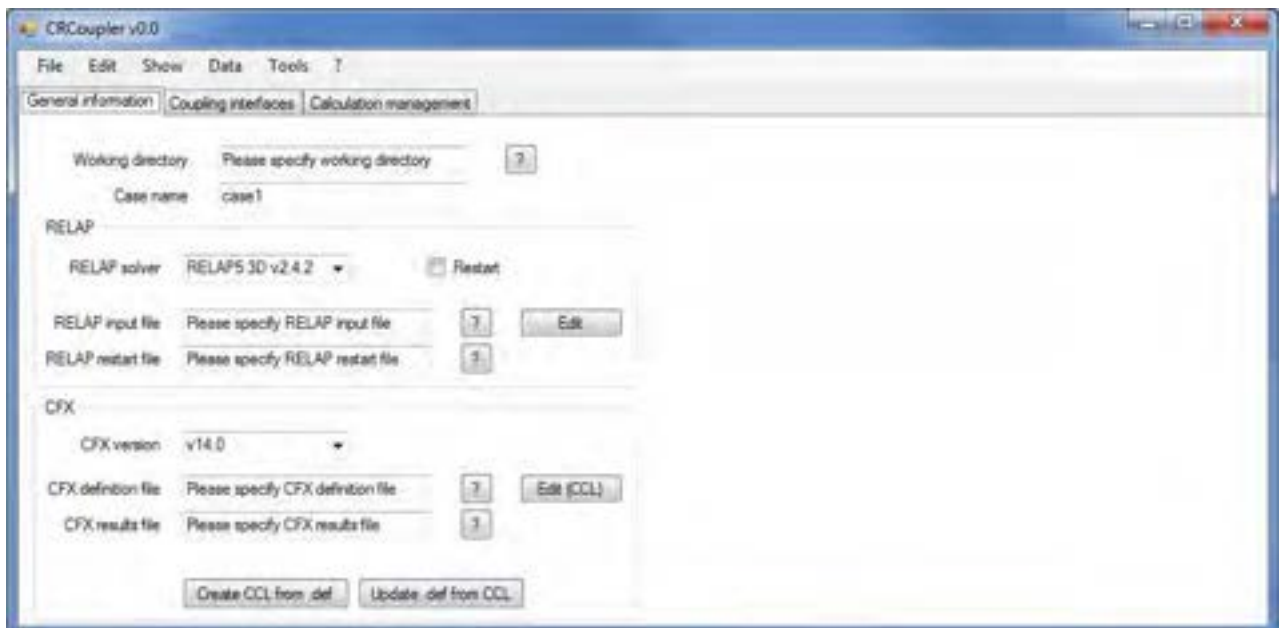 CRCoupler v0.0
File Edit Show Data Tools ?
General information Coupling interfaces Calculation management
Working directory Please specify working directory ?
Case name case1
RELAP
RELAP solver RELAP5 3D v2.4.2 Restart
RELAP input file Please specify RELAP input file ? Edit
RELAP restart file Please specify RELAP restart file ?
CFX
CFX version v14.0
CFX definition file Please specify CFX definition file ? Edit (CCL)
CFX results file Please specify CFX results file ?
Create CCL from .def Update .def from CCL